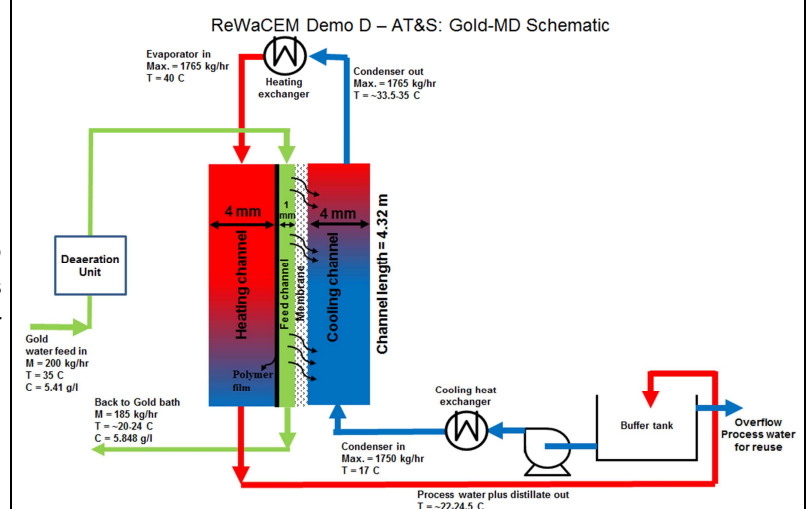 ReWaCEM Demo D – AT&S: Gold-MD Schematic
Evaporator in
Max. = 1765 kg/hr
T = 40 C
Heating
exchanger
Condenser out
Max. = 1765 kg/hr
T = ~33.5-35 C
Deaeration
Unit
4 mm
1
mm
4 mm
Heating channel
Feed channel
Membrane
Cooling channel
Channel length = 4.32 m
Polymer
film
Gold
water feed in
M = 200 kg/hr
T = 35 C
C = 5.41 g/l
Back to Gold bath
M = 185 kg/hr
T = ~20-24 C
C = 5.848 g/l
Cooling heat
exchanger
Condenser in
Max. = 1750 kg/hr
T = 17 C
Buffer tank
Overflow
Process water
for reuse
Process water plus distillate out
T = ~22-24.5 C